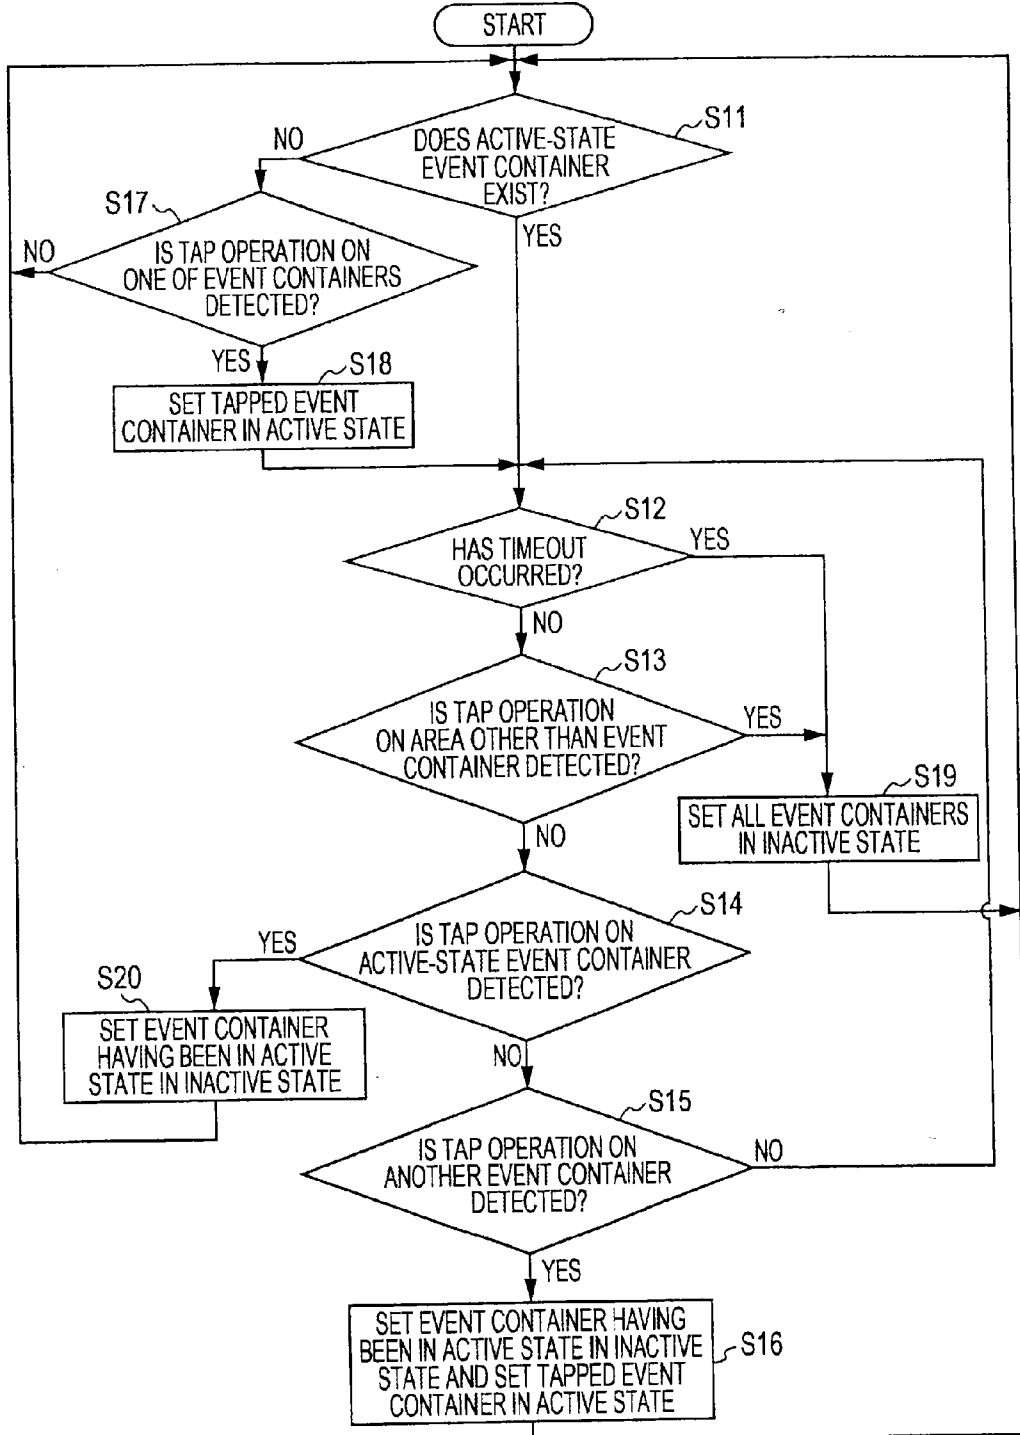 START
S11
DOES ACTIVE-STATE
EVENT CONTAINER
EXIST?
NO
YES
S17
IS TAP OPERATION ON
ONE OF EVENT CONTAINERS
DETECTED?
NO
YES
S18
SET TAPPED EVENT
CONTAINER IN ACTIVE STATE
S12
HAS TIMEOUT
OCCURRED?
YES
NO
S13
IS TAP OPERATION
ON AREA OTHER THAN EVENT
CONTAINER DETECTED?
YES
NO
S19
SET ALL EVENT CONTAINERS
IN INACTIVE STATE
S14
IS TAP OPERATION ON
ACTIVE-STATE EVENT CONTAINER
DETECTED?
YES
NO
S20
SET EVENT CONTAINER
HAVING BEEN IN ACTIVE
STATE IN INACTIVE STATE
S15
IS TAP OPERATION ON
ANOTHER EVENT CONTAINER
DETECTED?
NO
YES
S16
SET EVENT CONTAINER HAVING
BEEN IN ACTIVE STATE IN INACTIVE
STATE AND SET TAPPED EVENT
CONTAINER IN ACTIVE STATE